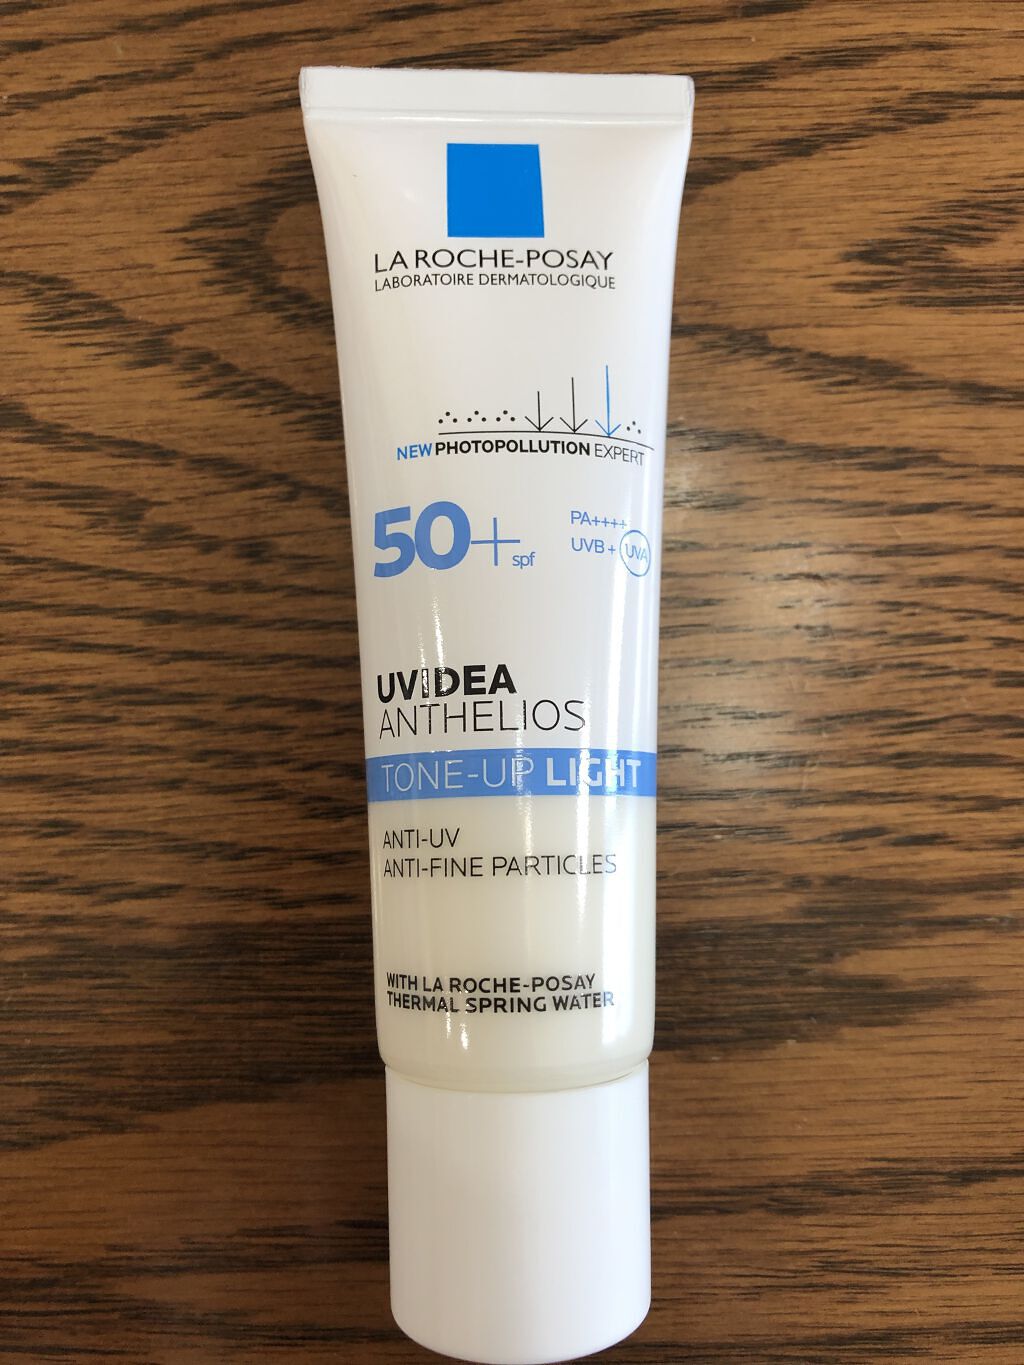 LA ROCHE-POSAY
LABORATOIRE DERMATOLOGIQUE
NEW PHOTOPOLLUTION EXPERT
50+ spf
PA++++
UVB + UVA
UVIDEA
ANTHELIOS
TONE-UP LIGHT
ANTI-UV
ANTI-FINE PARTICLES
WITH LA ROCHE-POSAY
THERMAL SPRING WATER